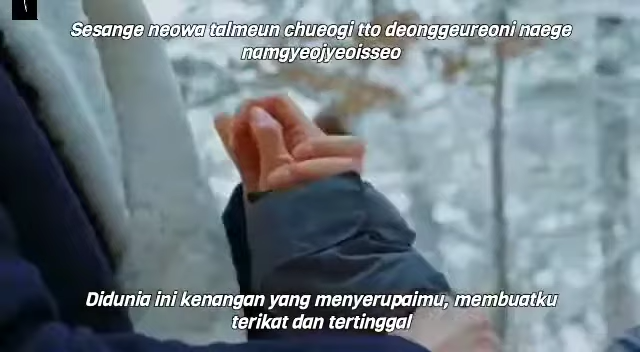 Sesange neowa talmeun chueogi tto deonggeureoni naege
namgyeojyeoisseo
Didunia ini kenangan yang menyerupaimu, membuatku
terikat dan tertinggal